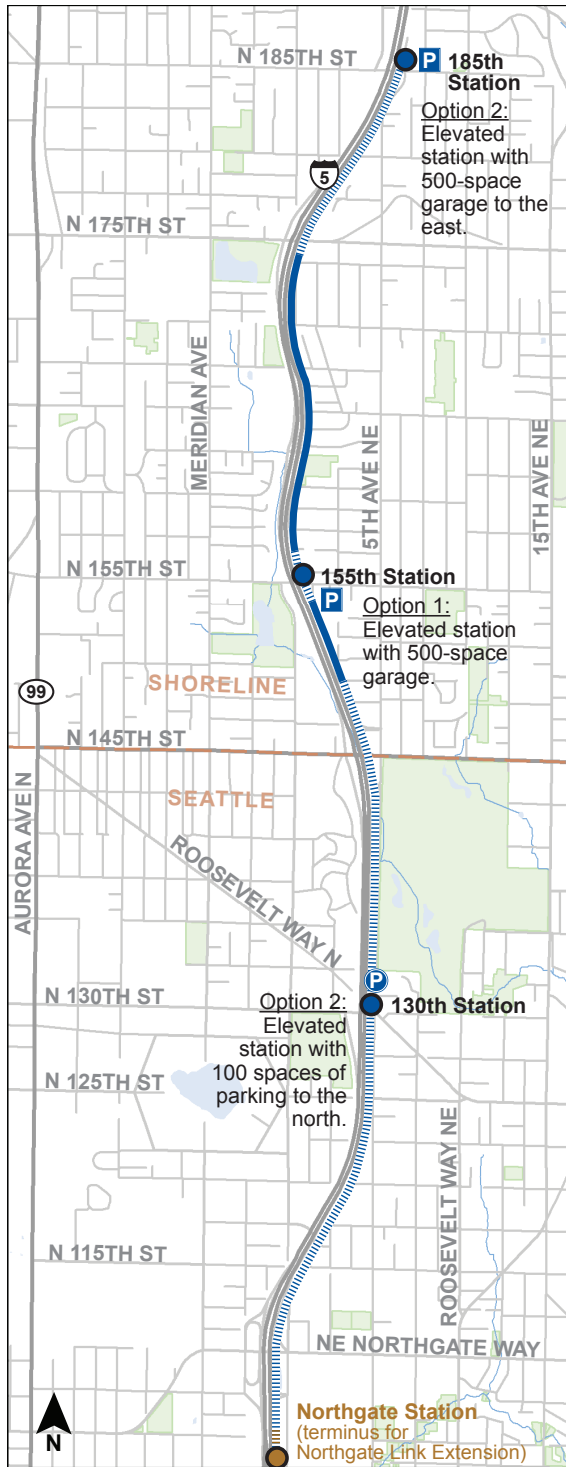 N 185TH ST
P
185th
Station
Option 2:
Elevated
station with
500-space
garage to the
east.
5
N 175TH ST
MERIDIAN AVE
5TH AVE NE
15TH AVE NE
N 155TH ST
155th Station
P
Option 1:
Elevated station
with 500-space
garage.
SHORELINE
99
N 145TH ST
SEATTLE
AURORA AVE N
ROOSEVELT WAY N
P
N 130TH ST
130th Station
Option 2:
Elevated
station with
100 spaces of
parking to the
north.
N 125TH ST
ROOSEVELT WAY NE
N 115TH ST
NE NORTHGATE WAY
N
Northgate Station
(terminus for
Northgate Link Extension)